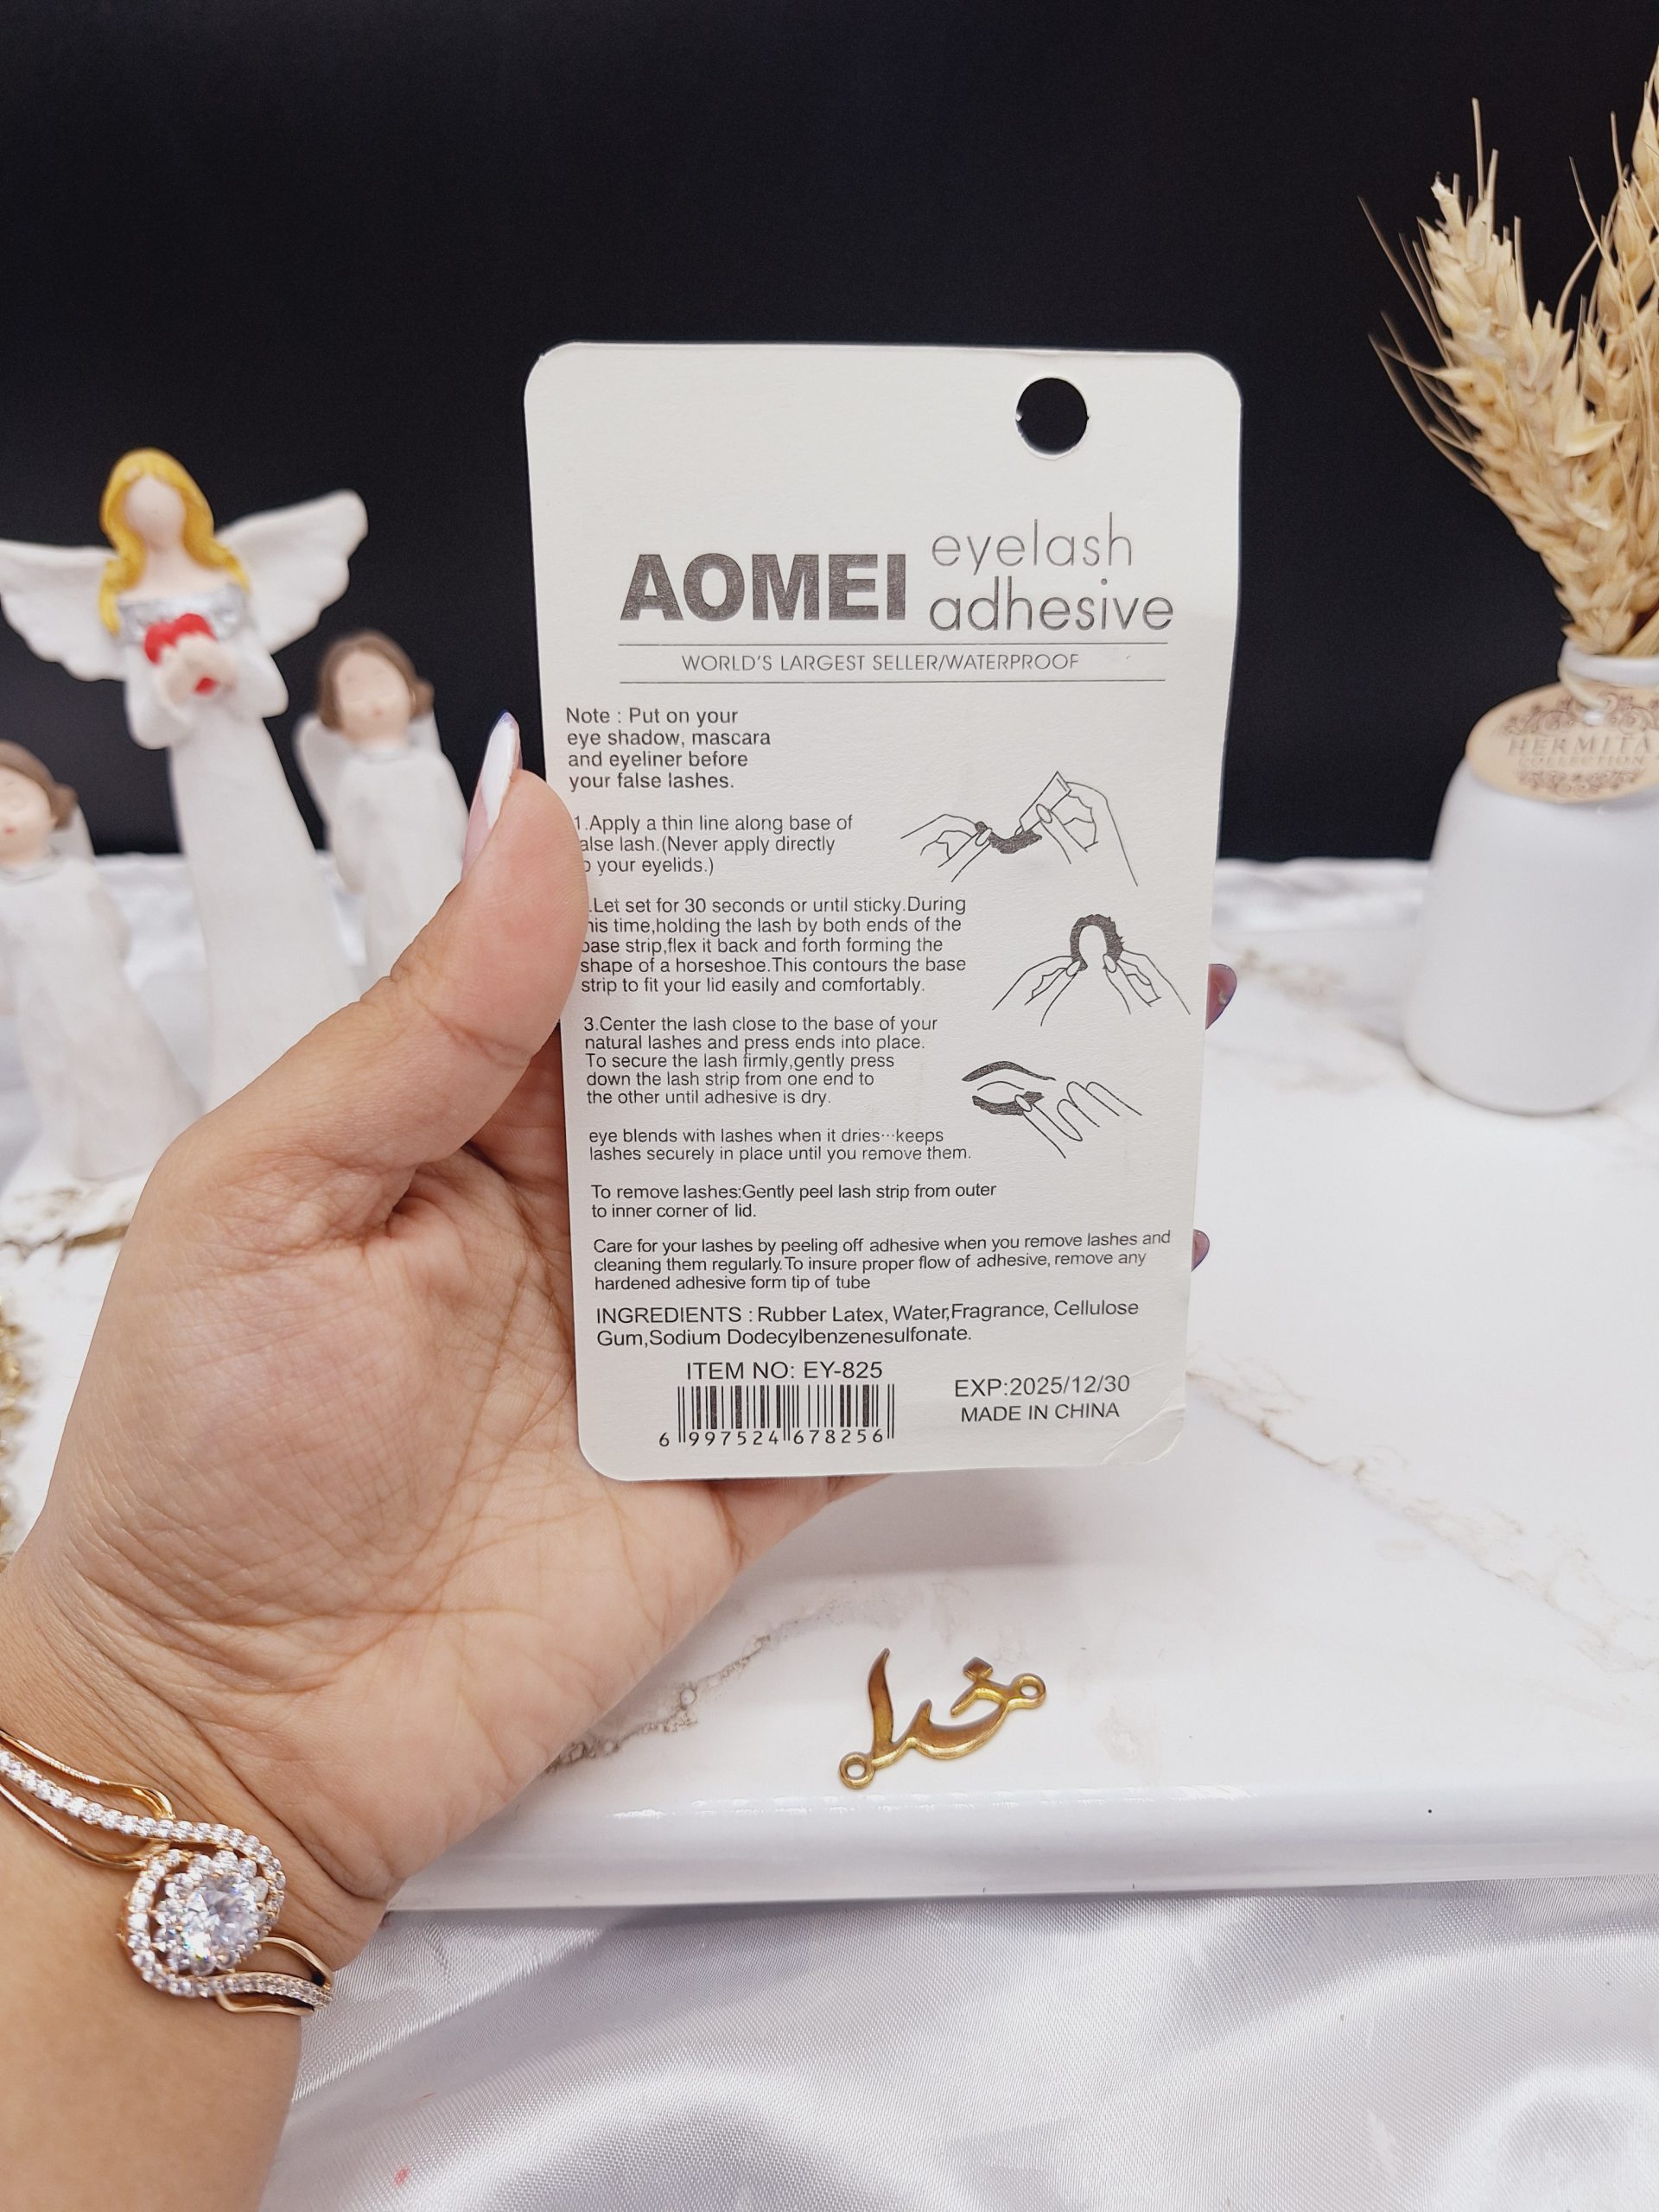 AOMEI eyelash adhesive
WORLD'S LARGEST SELLER/WATERPROOF
Note : Put on your
eye shadow, mascara
and eyeliner before
your false lashes.
1.Apply a thin line along base of
alse lash.(Never apply directly
your eyelids.)
.Let set for 30 seconds or until sticky.During
his time,holding the lash by both ends of the
base strip,flex it back and forth forming the
shape of a horseshoe.This contours the base
strip to fit your lid easily and comfortably.
3.Center the lash close to the base of your
natural lashes and press ends into place.
To secure the lash firmly,gently press
down the lash strip from one end to
the other until adhesive is dry.
eye blends with lashes when it dries···keeps
lashes securely in place until you remove them.
To remove lashes:Gently peel lash strip from outer
to inner corner of lid.
Care for your lashes by peeling off adhesive when you remove lashes and
cleaning them regularly.To insure proper flow of adhesive, remove any
hardened adhesive form tip of tube
INGREDIENTS : Rubber Latex, Water,Fragrance, Cellulose
Gum,Sodium Dodecylbenzenesulfonate.
ITEM NO: EY-825
6 997524 678256
EXP:2025/12/30
MADE IN CHINA
HERMITA
COLLECTION
خدا